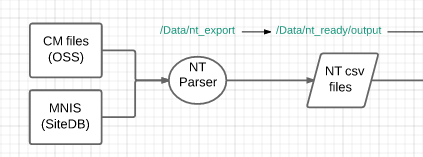 /Data/nt_export
/Data/nt_ready/output
CM files
(OSS)
NT
Parser
NT csv
files
MNIS
(SiteDB)